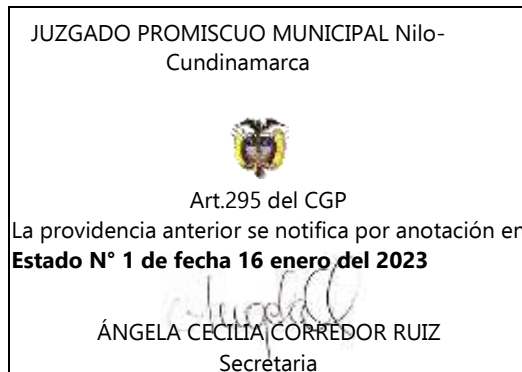 JUZGADO PROMISCUO MUNICIPAL Nilo-
Cundinamarca
Art.295 del CGP
La providencia anterior se notifica por anotación en
Estado N° 1 de fecha 16 enero del 2023
ÁNGELA CECILIA CORREDOR RUIZ
Secretaria